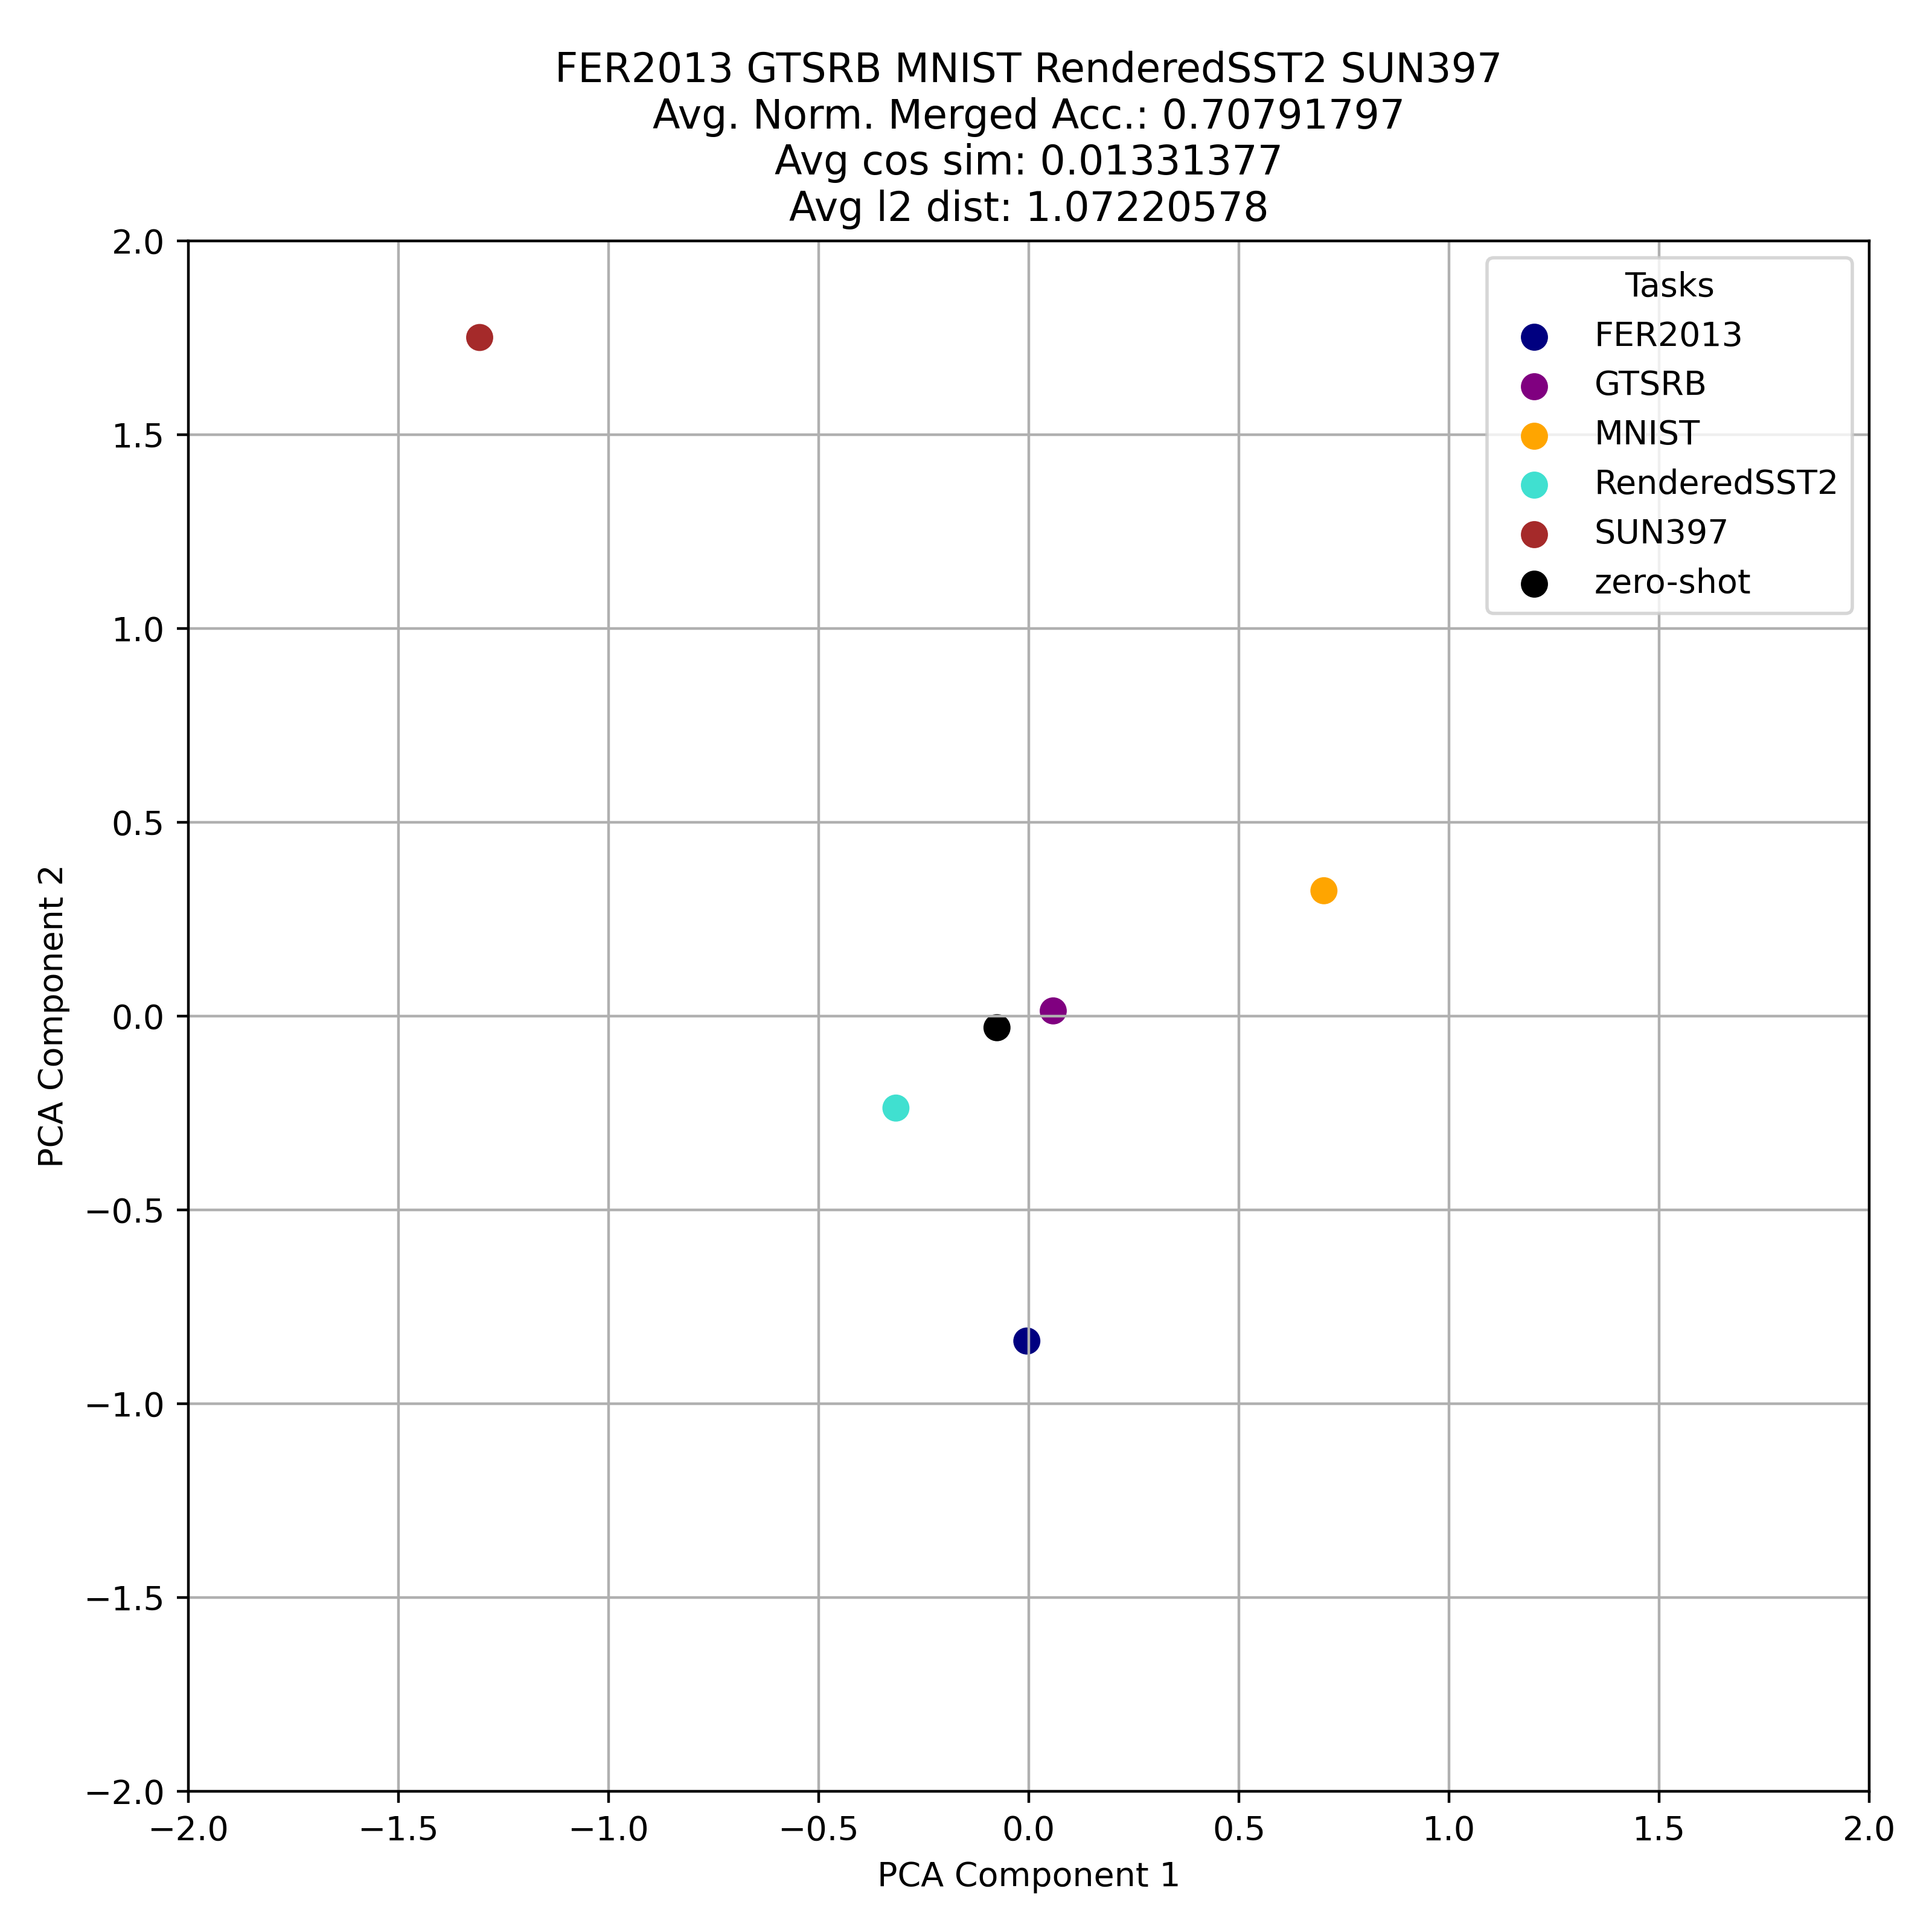 FER2013 GTSRB MNIST RenderedSST2 SUN397
Avg. Norm. Merged Acc.: 0.70791797
Avg cos sim: 0.01331377
Avg l2 dist: 1.07220578
Tasks
FER2013
GTSRB
MNIST
RenderedSST2
SUN397
zero-shot
2.0
1.5
1.0
0.5
0.0
−0.5
−1.0
−1.5
−2.0
PCA Component 2
−2.0 −1.5 −1.0 −0.5 0.0 0.5 1.0 1.5 2.0
PCA Component 1